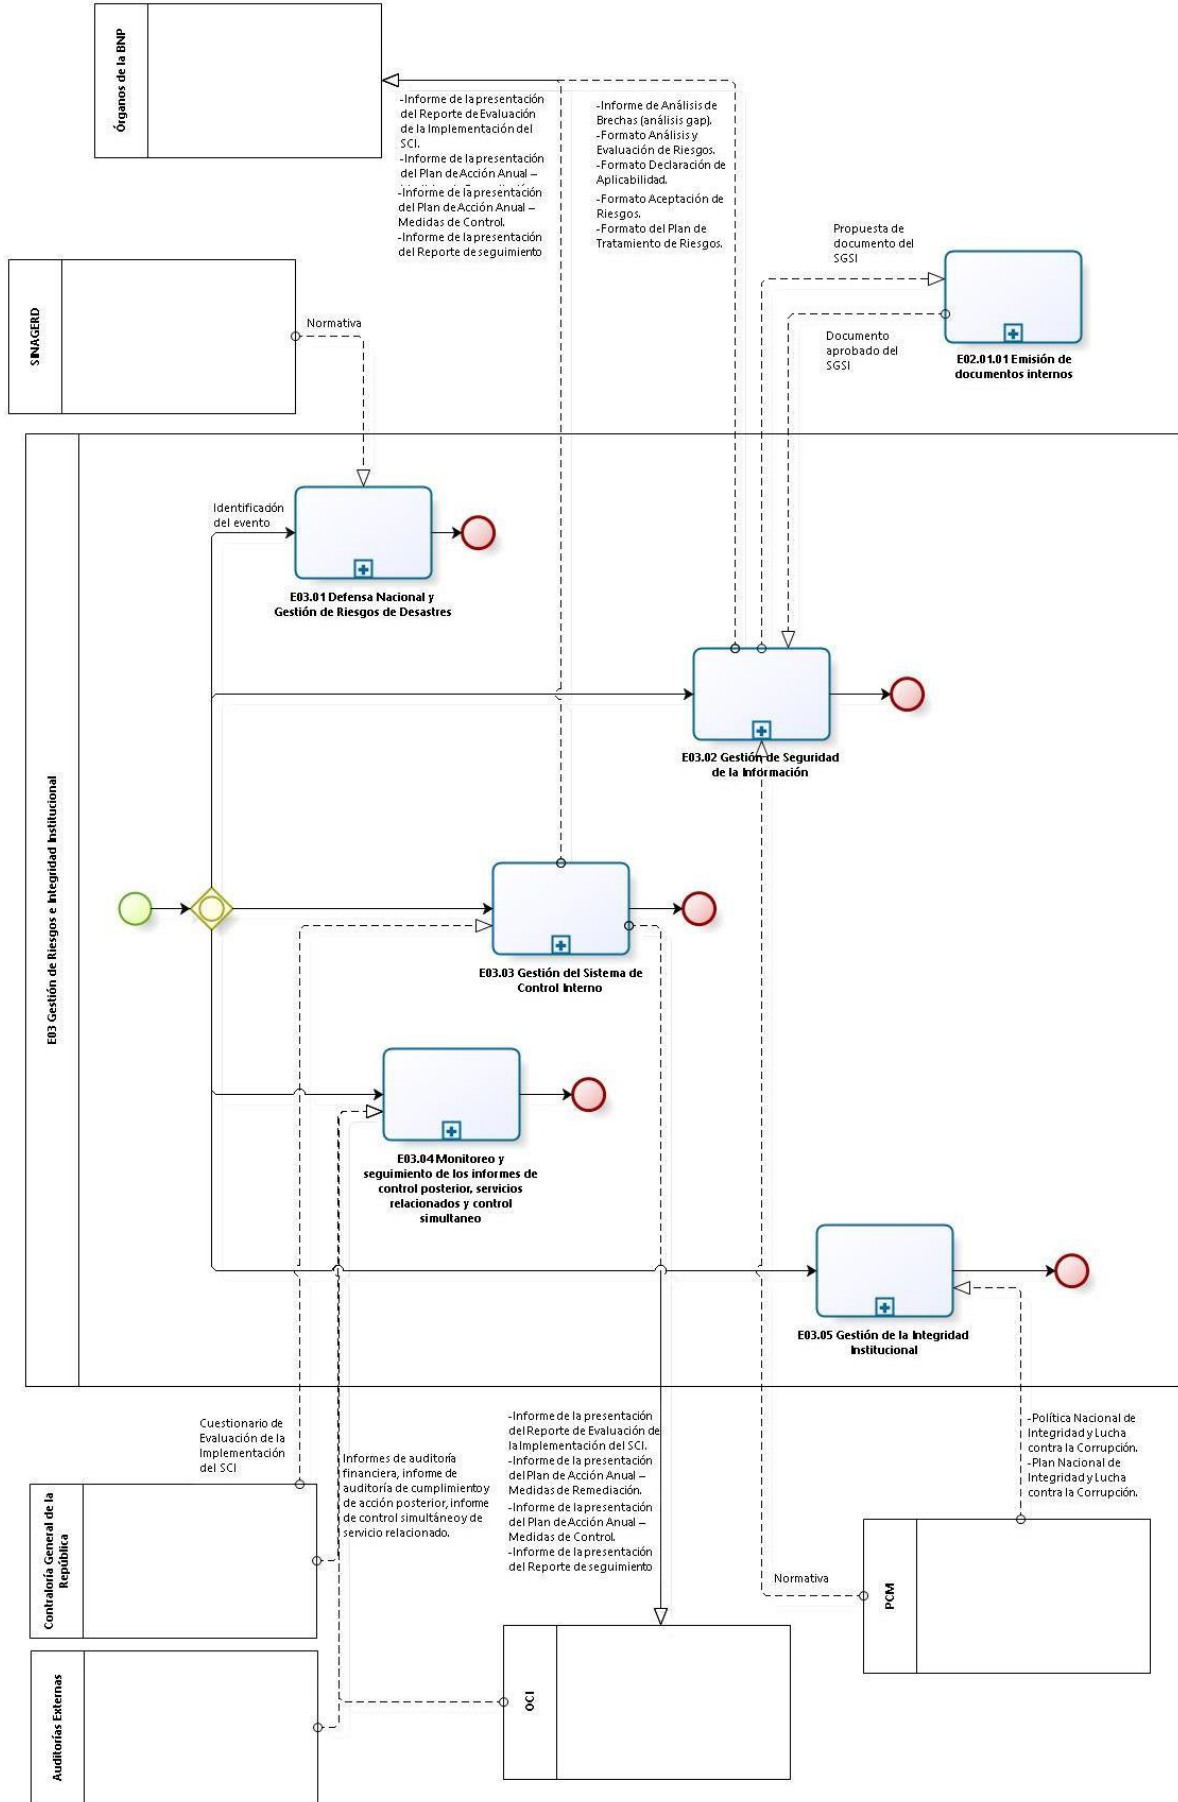 Órganos de la BNP
-Informe de la presentación
del Reporte de Evaluación
de la Implementación del
SCI.
-Informe de la presentación
del Plan de Acción Anual –
-Informe de la presentación
del Plan de Acción Anual –
Medidas de Control.
-Informe de la presentación
del Reporte de seguimiento
-Informe de Análisis de
Brechas (análisis gap).
-Formato Análisis y
Evaluación de Riesgos.
-Formato Declaración de
Aplicabilidad.
-Formato Aceptación de
Riesgos.
-Formato del Plan de
Tratamiento de Riesgos.
Propuesta de
documento del
SGSI
Documento
aprobado del
SGSI
E02.01.01 Emisión de
documentos internos
SINAGERD
Normativa
E03 Gestión de Riesgos e Integridad Institucional
Identificación
del evento
E03.01 Defensa Nacional y
Gestión de Riesgos de Desastres
E03.02 Gestión de Seguridad
de la Información
E03.03 Gestión del Sistema de
Control Interno
E03.04 Monitoreo y
seguimiento de los informes de
control posterior, servicios
relacionados y control
simultaneo
E03.05 Gestión de la Integridad
Institucional
Cuestionario de
Evaluación de la
Implementación
del SCI
Informes de auditoría
financiera, informe de
auditoría de cumplimiento y
de acción posterior, informe
de control simultáneo y de
servicio relacionado.
-Informe de la presentación
del Reporte de Evaluación de
la Implementación del SCI.
-Informe de la presentación
del Plan de Acción Anual –
Medidas de Remediación.
-Informe de la presentación
del Plan de Acción Anual –
Medidas de Control.
-Informe de la presentación
del Reporte de seguimiento
-Política Nacional de
Integridad y Lucha
contra la Corrupción.
-Plan Nacional de
Integridad y Lucha
contra la Corrupción.
Contraloría General de la
República
Normativa
PCM
OCI
Auditorías Externas